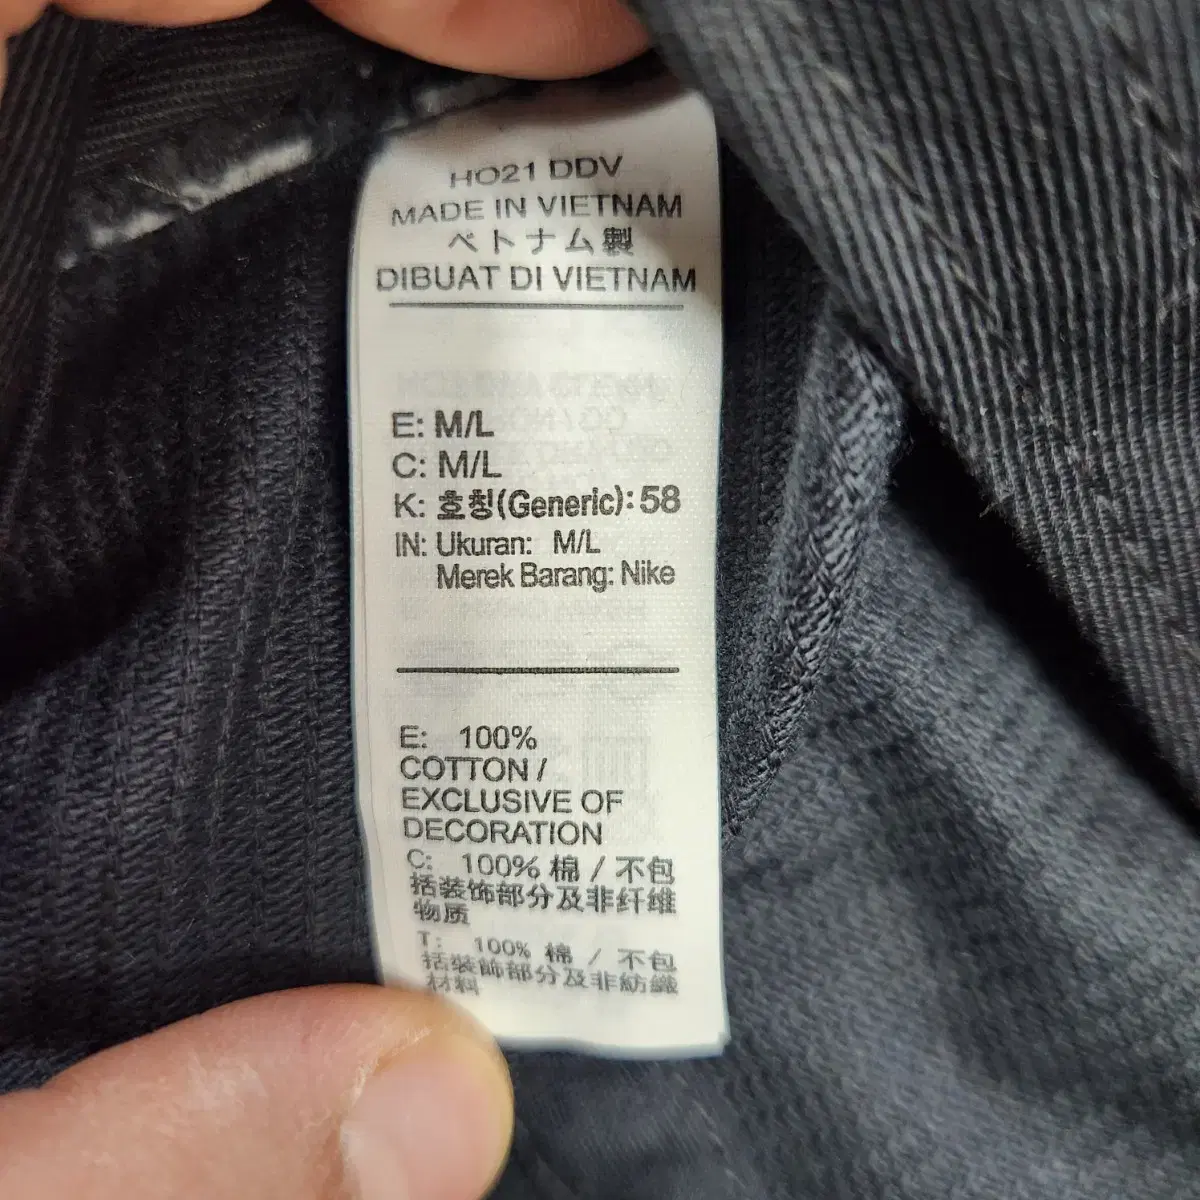 HO21 DDV
MADE IN VIETNAM
ベトナム製
DIBUAT DI VIETNAM
E: M/L
C: M/L
K: 호칭(Generic): 58
IN: Ukuran: M/L
Merek Barang: Nike
E: 100%
COTTON /
EXCLUSIVE OF
DECORATION
C: 100% 棉 / 不包
括装饰部分及非纤维
物质
T: 100% 棉 / 不包
括裝飾部分及非紡織
材料